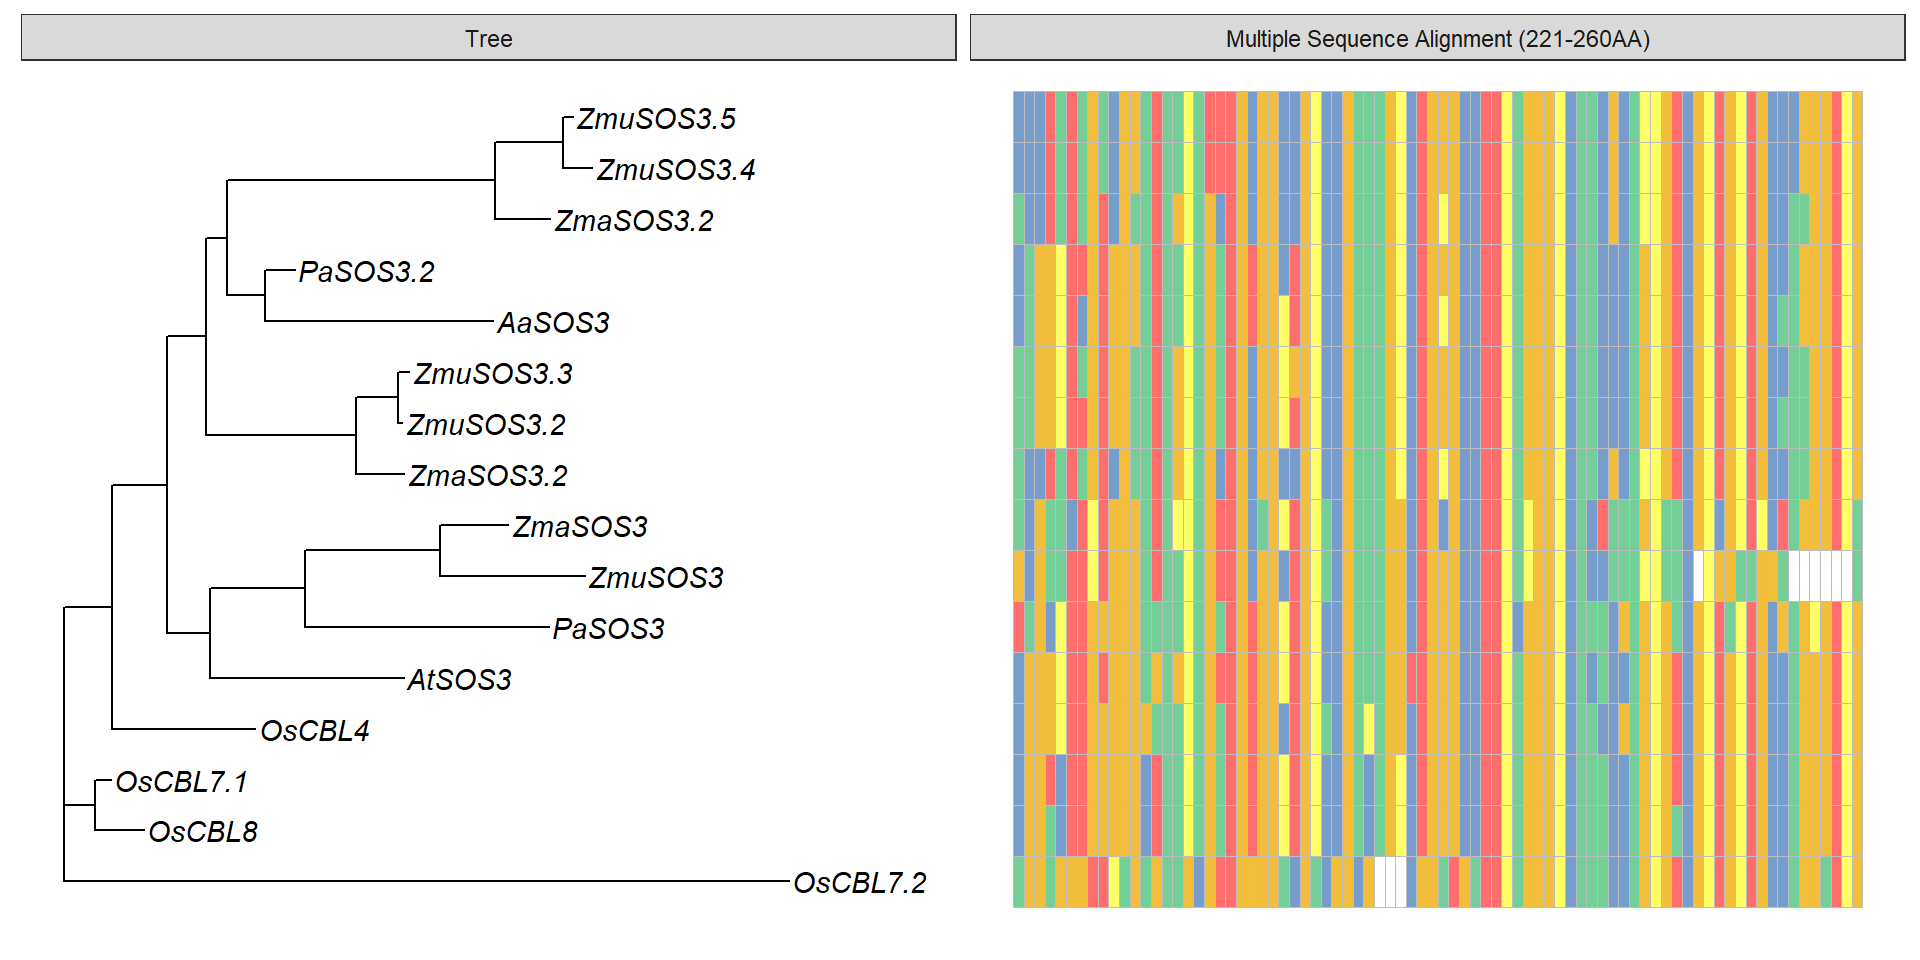 Tree
Multiple Sequence Alignment (221-260AA)
ZmuSOS3.5
ZmuSOS3.4
ZmaSOS3.2
PaSOS3.2
AaSOS3
ZmuSOS3.3
ZmuSOS3.2
ZmaSOS3.2
ZmaSOS3
ZmuSOS3
PaSOS3
AtSOS3
OsCBL4
OsCBL7.1
OsCBL8
OsCBL7.2